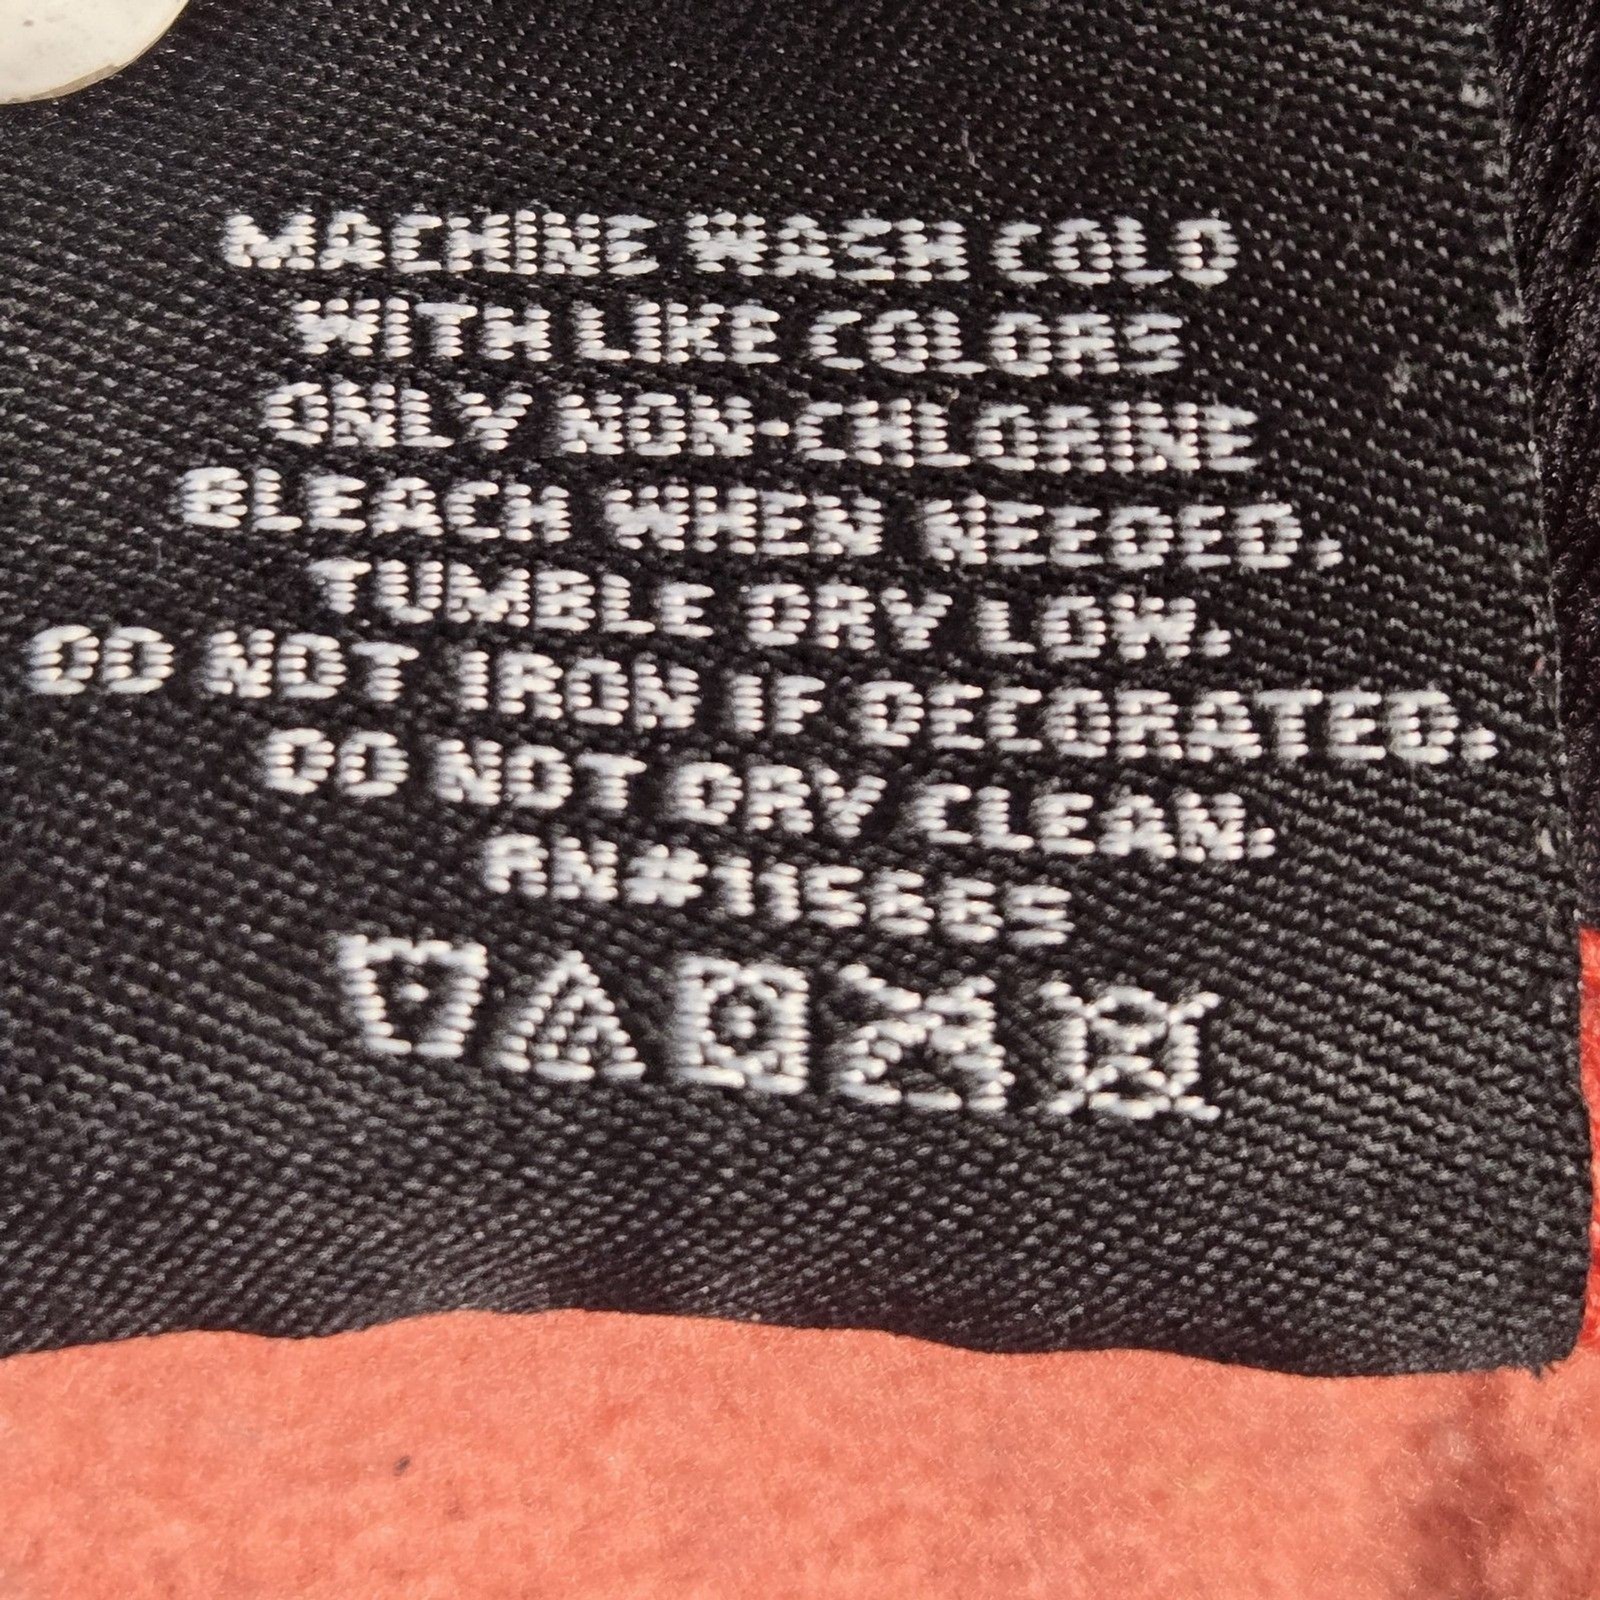 MACHINE WASH COLD
WITH LIKE COLORS
ONLY NON-CHLORINE
BLEACH WHEN NEEDED,
TUMBLE DRY LOW,
DO NOT IRON IF DECORATED,
DO NOT DRY CLEAN.
RN#115669